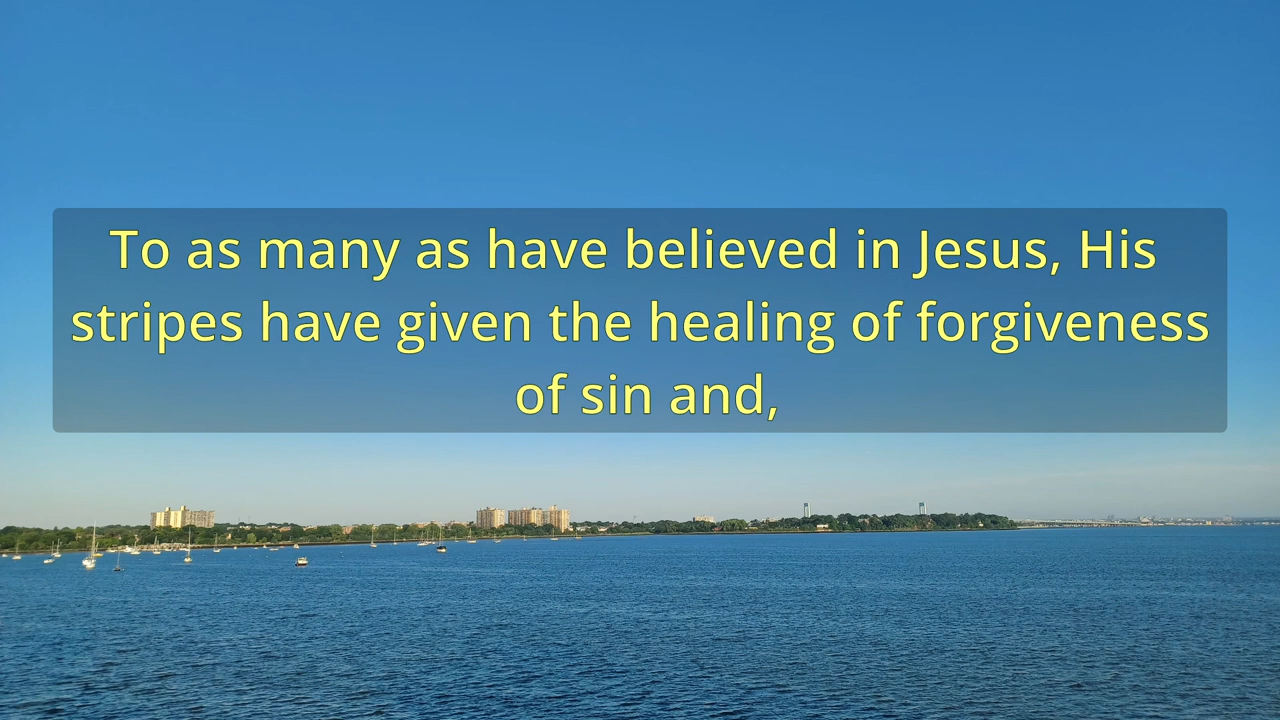 To as many as have believed in Jesus, His
stripes have given the healing of forgiveness
of sin and,